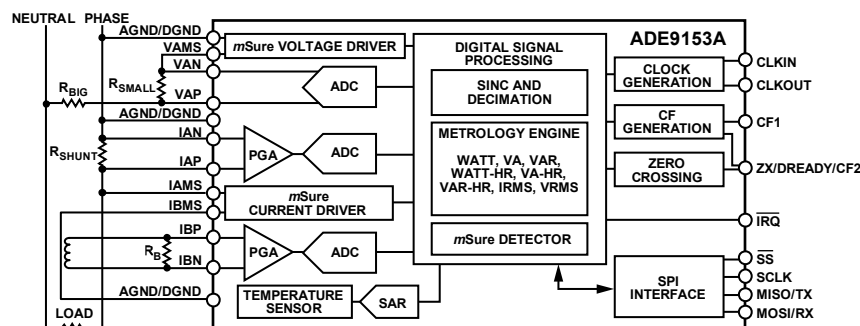 NEUTRAL PHASE
AGND/DGND
VAMS
VAN
RBIG
RSMALL
VAP
AGND/DGND
IAN
RSHUNT
IAP
IAMS
IBMS
IBP
RB
IBN
AGND/DGND
LOAD
mSure VOLTAGE DRIVER
ADC
PGA
ADC
mSure
CURRENT DRIVER
PGA
ADC
TEMPERATURE
SENSOR
SAR
DIGITAL SIGNAL
PROCESSING
SINC AND
DECIMATION
METROLOGY ENGINE
WATT, VA, VAR,
WATT-HR, VA-HR,
VAR-HR, IRMS, VRMS
mSure DETECTOR
ADE9153A
CLOCK
GENERATION
CF
GENERATION
ZERO
CROSSING
SPI
INTERFACE
CLKIN
CLKOUT
CF1
ZX/DREADY/CF2
IRQ
SS
SCLK
MISO/TX
MOSI/RX